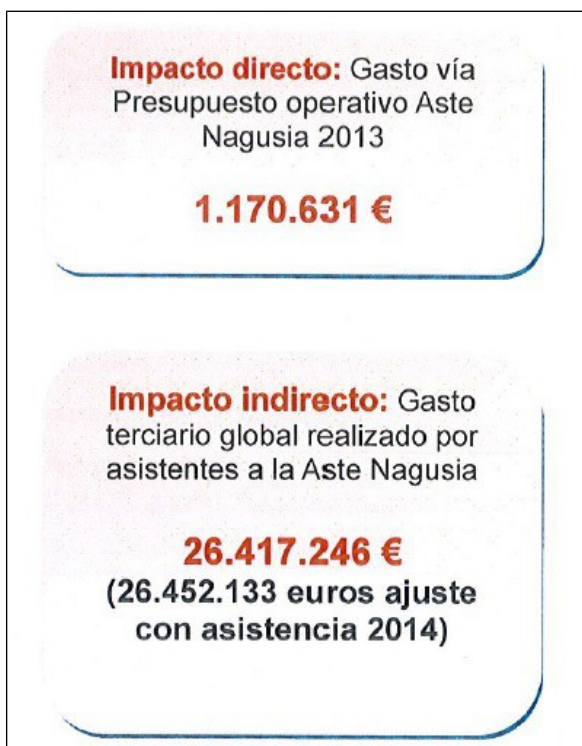 Impacto directo: Gasto vía
Presupuesto operativo Aste
Nagusia 2013
1.170.631 €
Impacto indirecto: Gasto
terciario global realizado por
asistentes a la Aste Nagusia
26.417.246 €
(26.452.133 euros ajuste
con asistencia 2014)